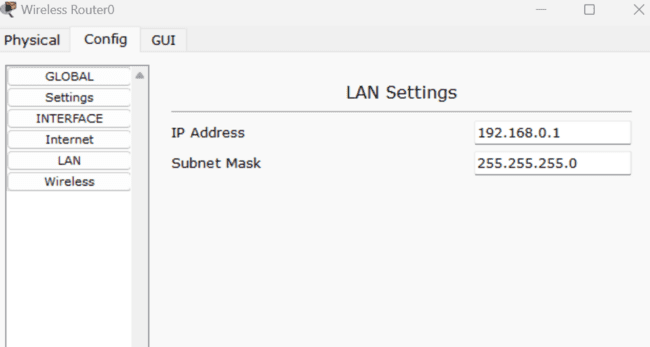 Wireless Router0
Physical Config GUI
GLOBAL
Settings
INTERFACE
Internet
LAN
Wireless
LAN Settings
IP Address 192.168.0.1
Subnet Mask 255.255.255.0